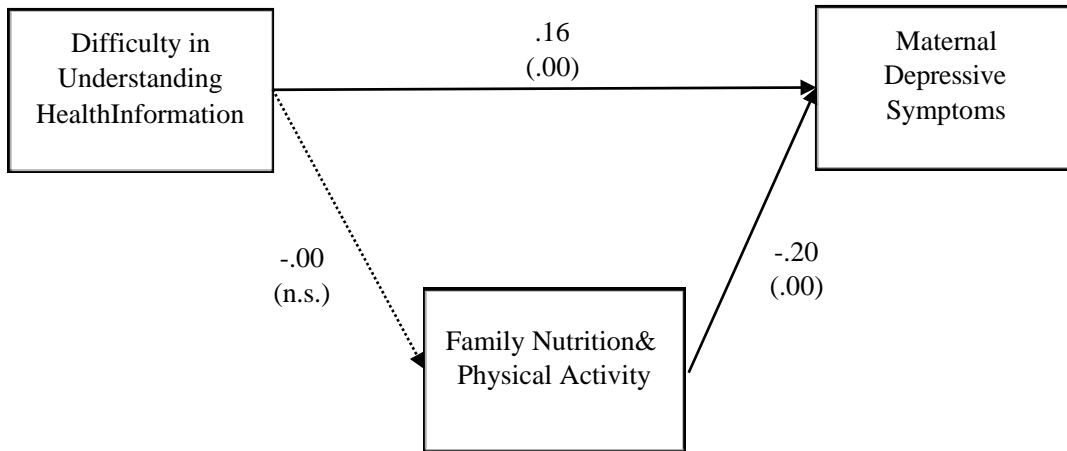 Difficulty in
Understanding
HealthInformation
.16
(.00)
Maternal
Depressive
Symptoms
-.00
(n.s.)
-.20
(.00)
Family Nutrition&
Physical Activity